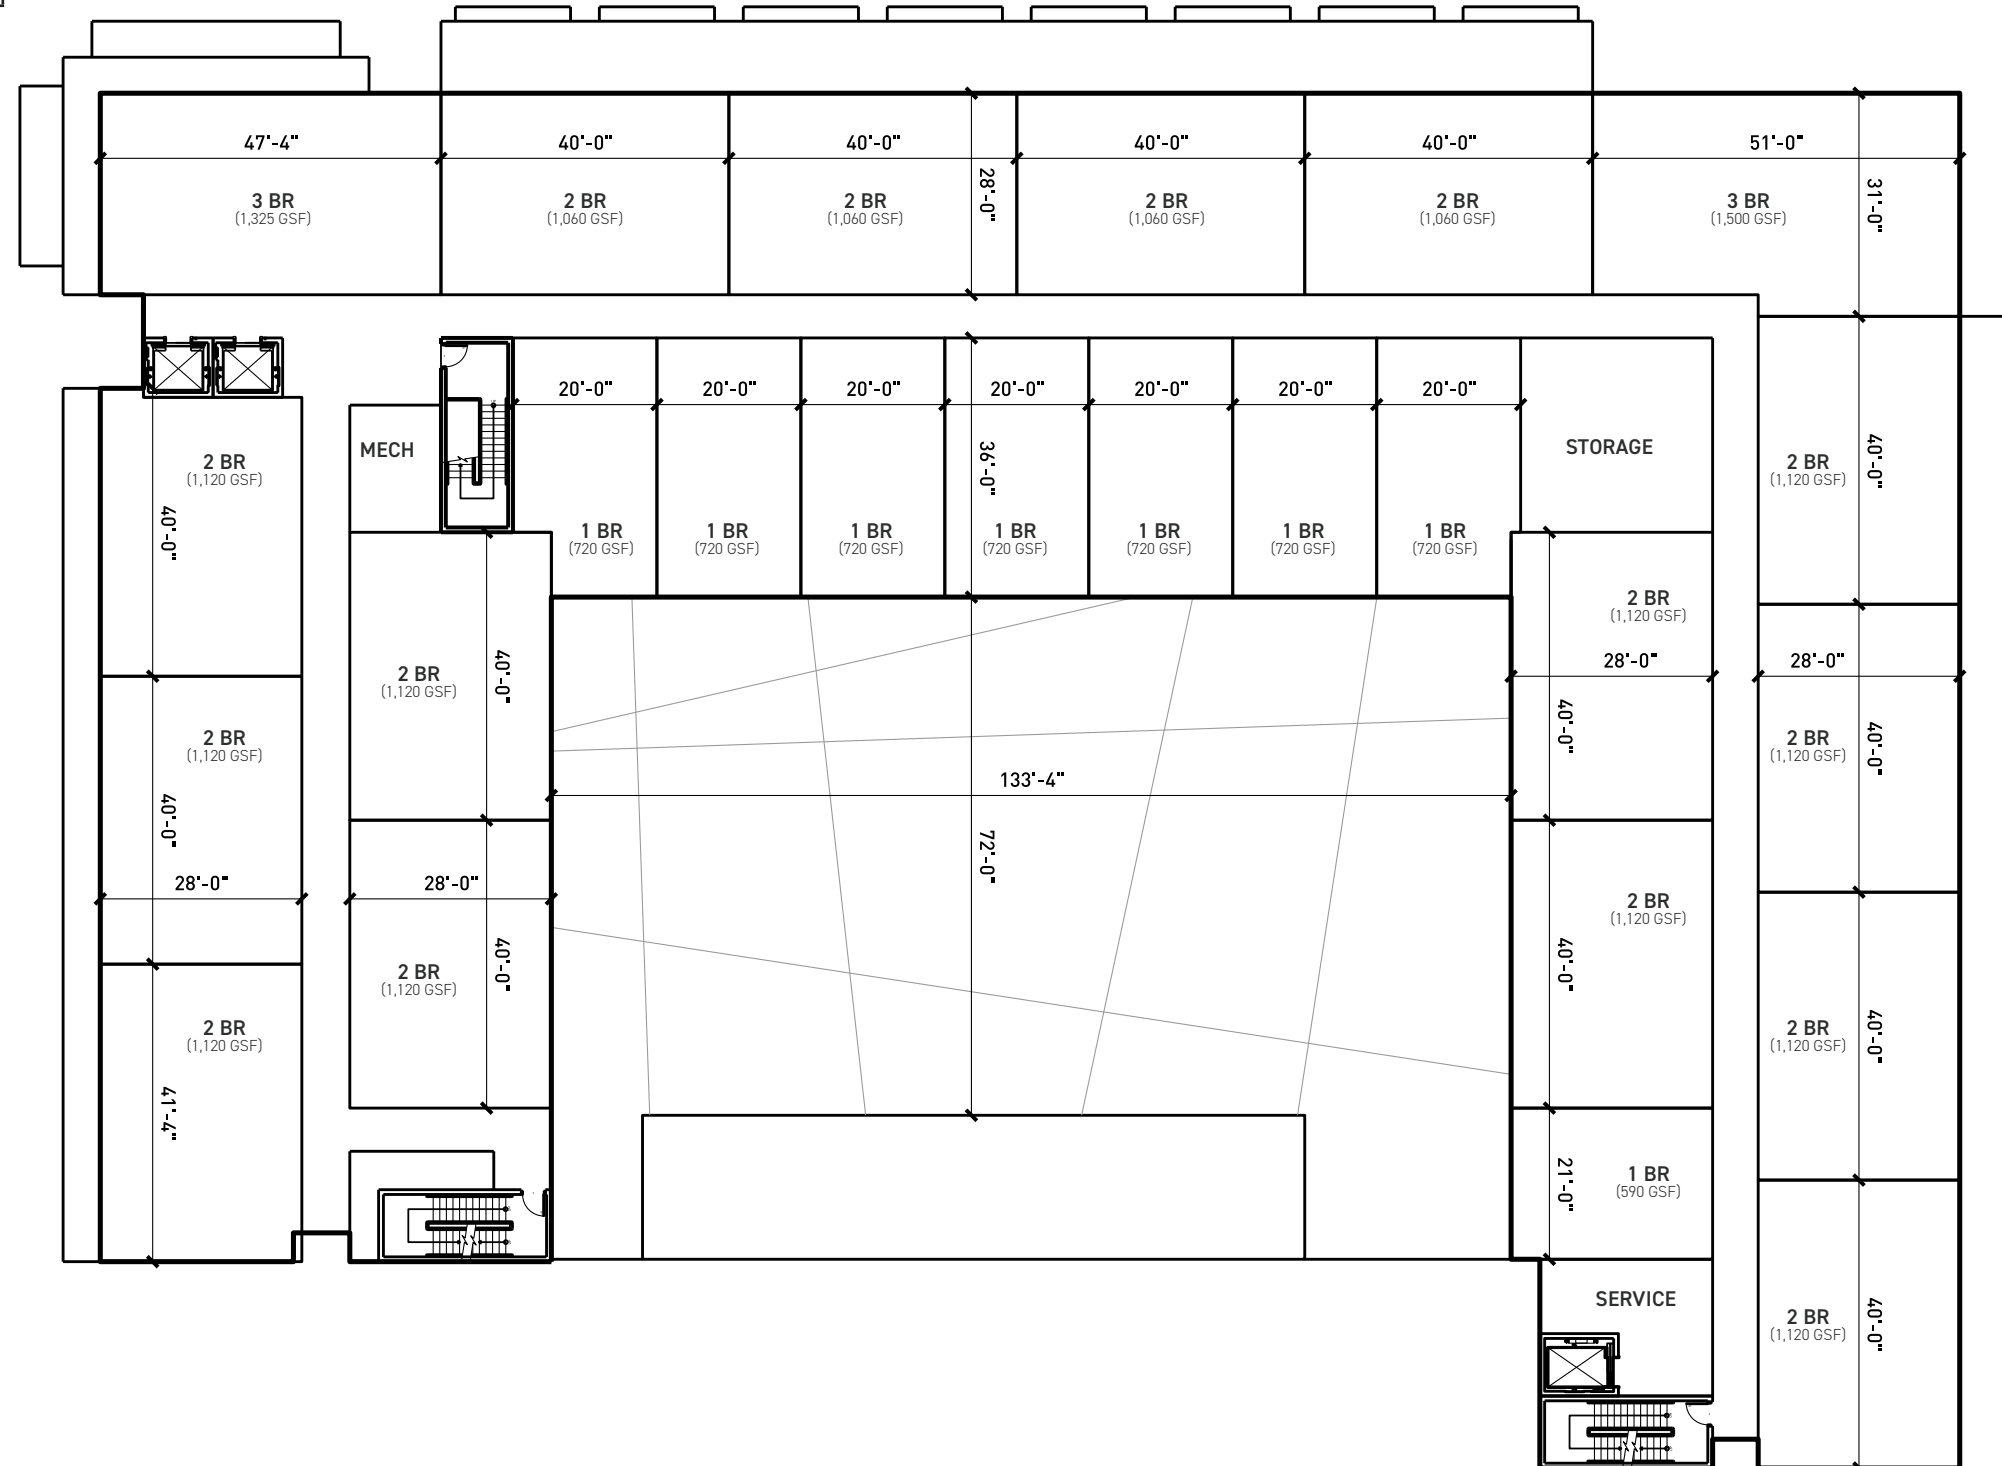 47'-4"
40'-0"
40'-0"
40'-0"
40'-0"
51'-0"
3 BR
(1,325 GSF)
2 BR
(1,060 GSF)
2 BR
(1,060 GSF)
28'-0"
2 BR
(1,060 GSF)
2 BR
(1,060 GSF)
3 BR
(1,500 GSF)
31'-0"
20'-0"
20'-0"
20'-0"
20'-0"
20'-0"
20'-0"
20'-0"
MECH
36'-0"
STORAGE
2 BR
(1,120 GSF)
40'-0"
2 BR
(1,120 GSF)
40'-0"
1 BR
(720 GSF)
1 BR
(720 GSF)
1 BR
(720 GSF)
1 BR
(720 GSF)
1 BR
(720 GSF)
1 BR
(720 GSF)
1 BR
(720 GSF)
2 BR
(1,120 GSF)
28'-0"
28'-0"
2 BR
(1,120 GSF)
40'-0"
40'-0"
2 BR
(1,120 GSF)
40'-0"
2 BR
(1,120 GSF)
40'-0"
133'-4"
72'-0"
28'-0"
28'-0"
2 BR
(1,120 GSF)
40'-0"
2 BR
(1,120 GSF)
40'-0"
2 BR
(1,120 GSF)
41'-4"
2 BR
(1,120 GSF)
40'-0"
21'-0"
1 BR
(590 GSF)
SERVICE
2 BR
(1,120 GSF)
40'-0"